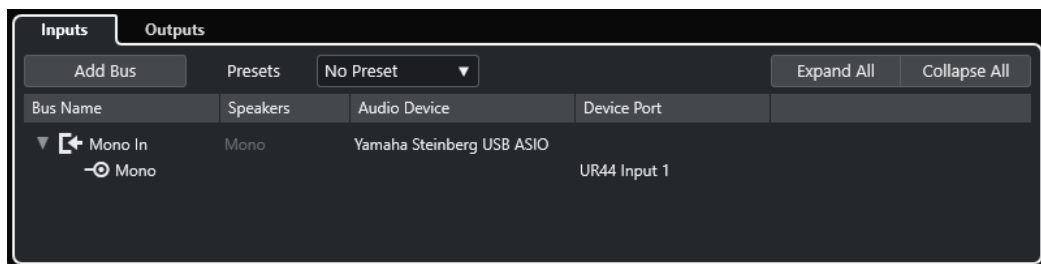 Inputs Outputs
Add Bus Presets No Preset Expand All Collapse All
Bus Name Speakers Audio Device Device Port
Mono In Mono Yamaha Steinberg USB ASIO
Mono UR44 Input 1